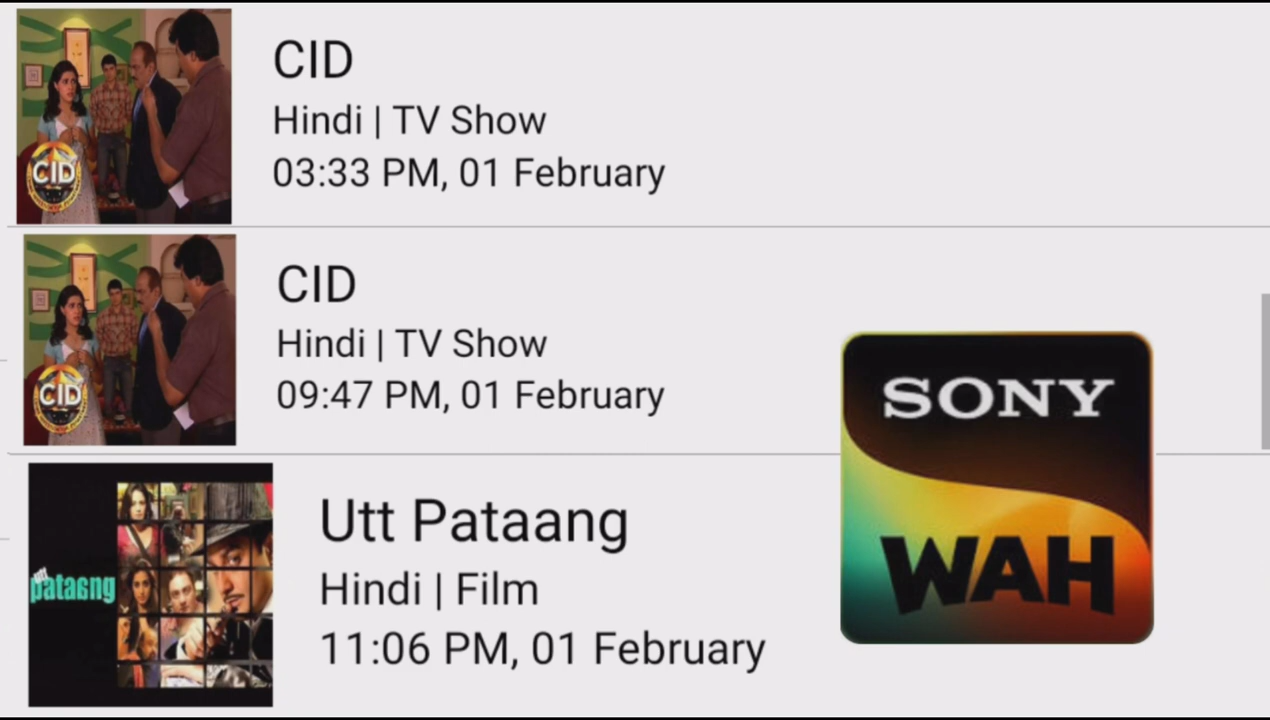 CID
Hindi | TV Show
03:33 PM, 01 February
CID
CID
Hindi | TV Show
09:47 PM, 01 February
CID
Utt Pataang
Hindi | Film
11:06 PM, 01 February
utt
pataang
SONY
WAH